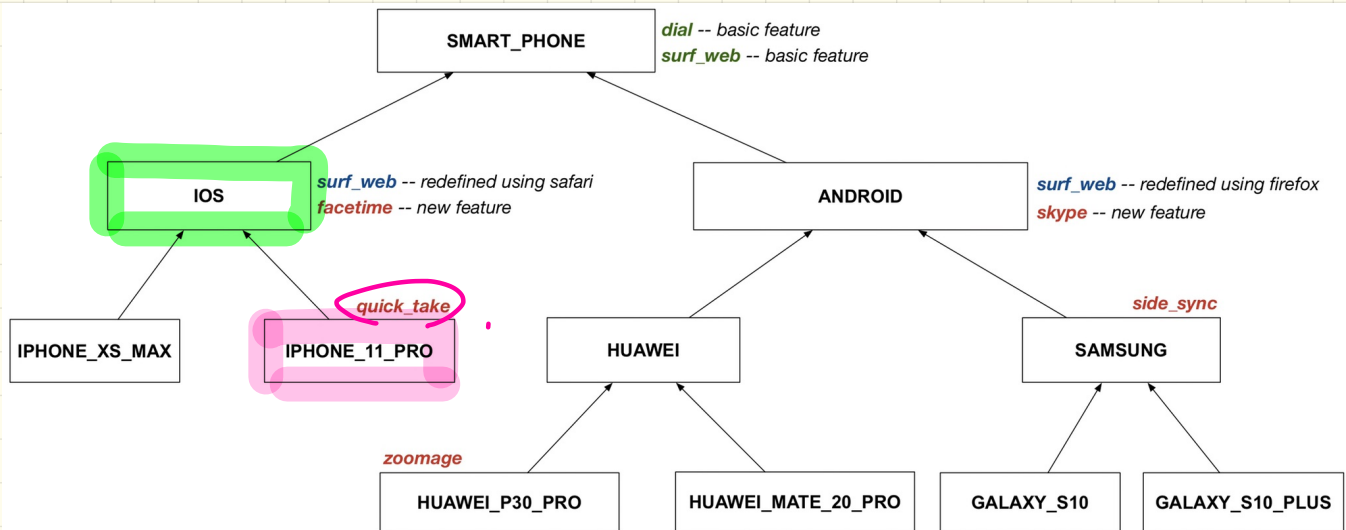 SMART_PHONE
dial -- basic feature
surf_web -- basic feature
IOS
surf_web -- redefined using safari
facetime -- new feature
ANDROID
surf_web -- redefined using firefox
skype -- new feature
IPHONE_XS_MAX
quick_take
IPHONE_11_PRO
HUAWEI
side_sync
SAMSUNG
zoomage
HUAWEI_P30_PRO
HUAWEI_MATE_20_PRO
GALAXY_S10
GALAXY_S10_PLUS